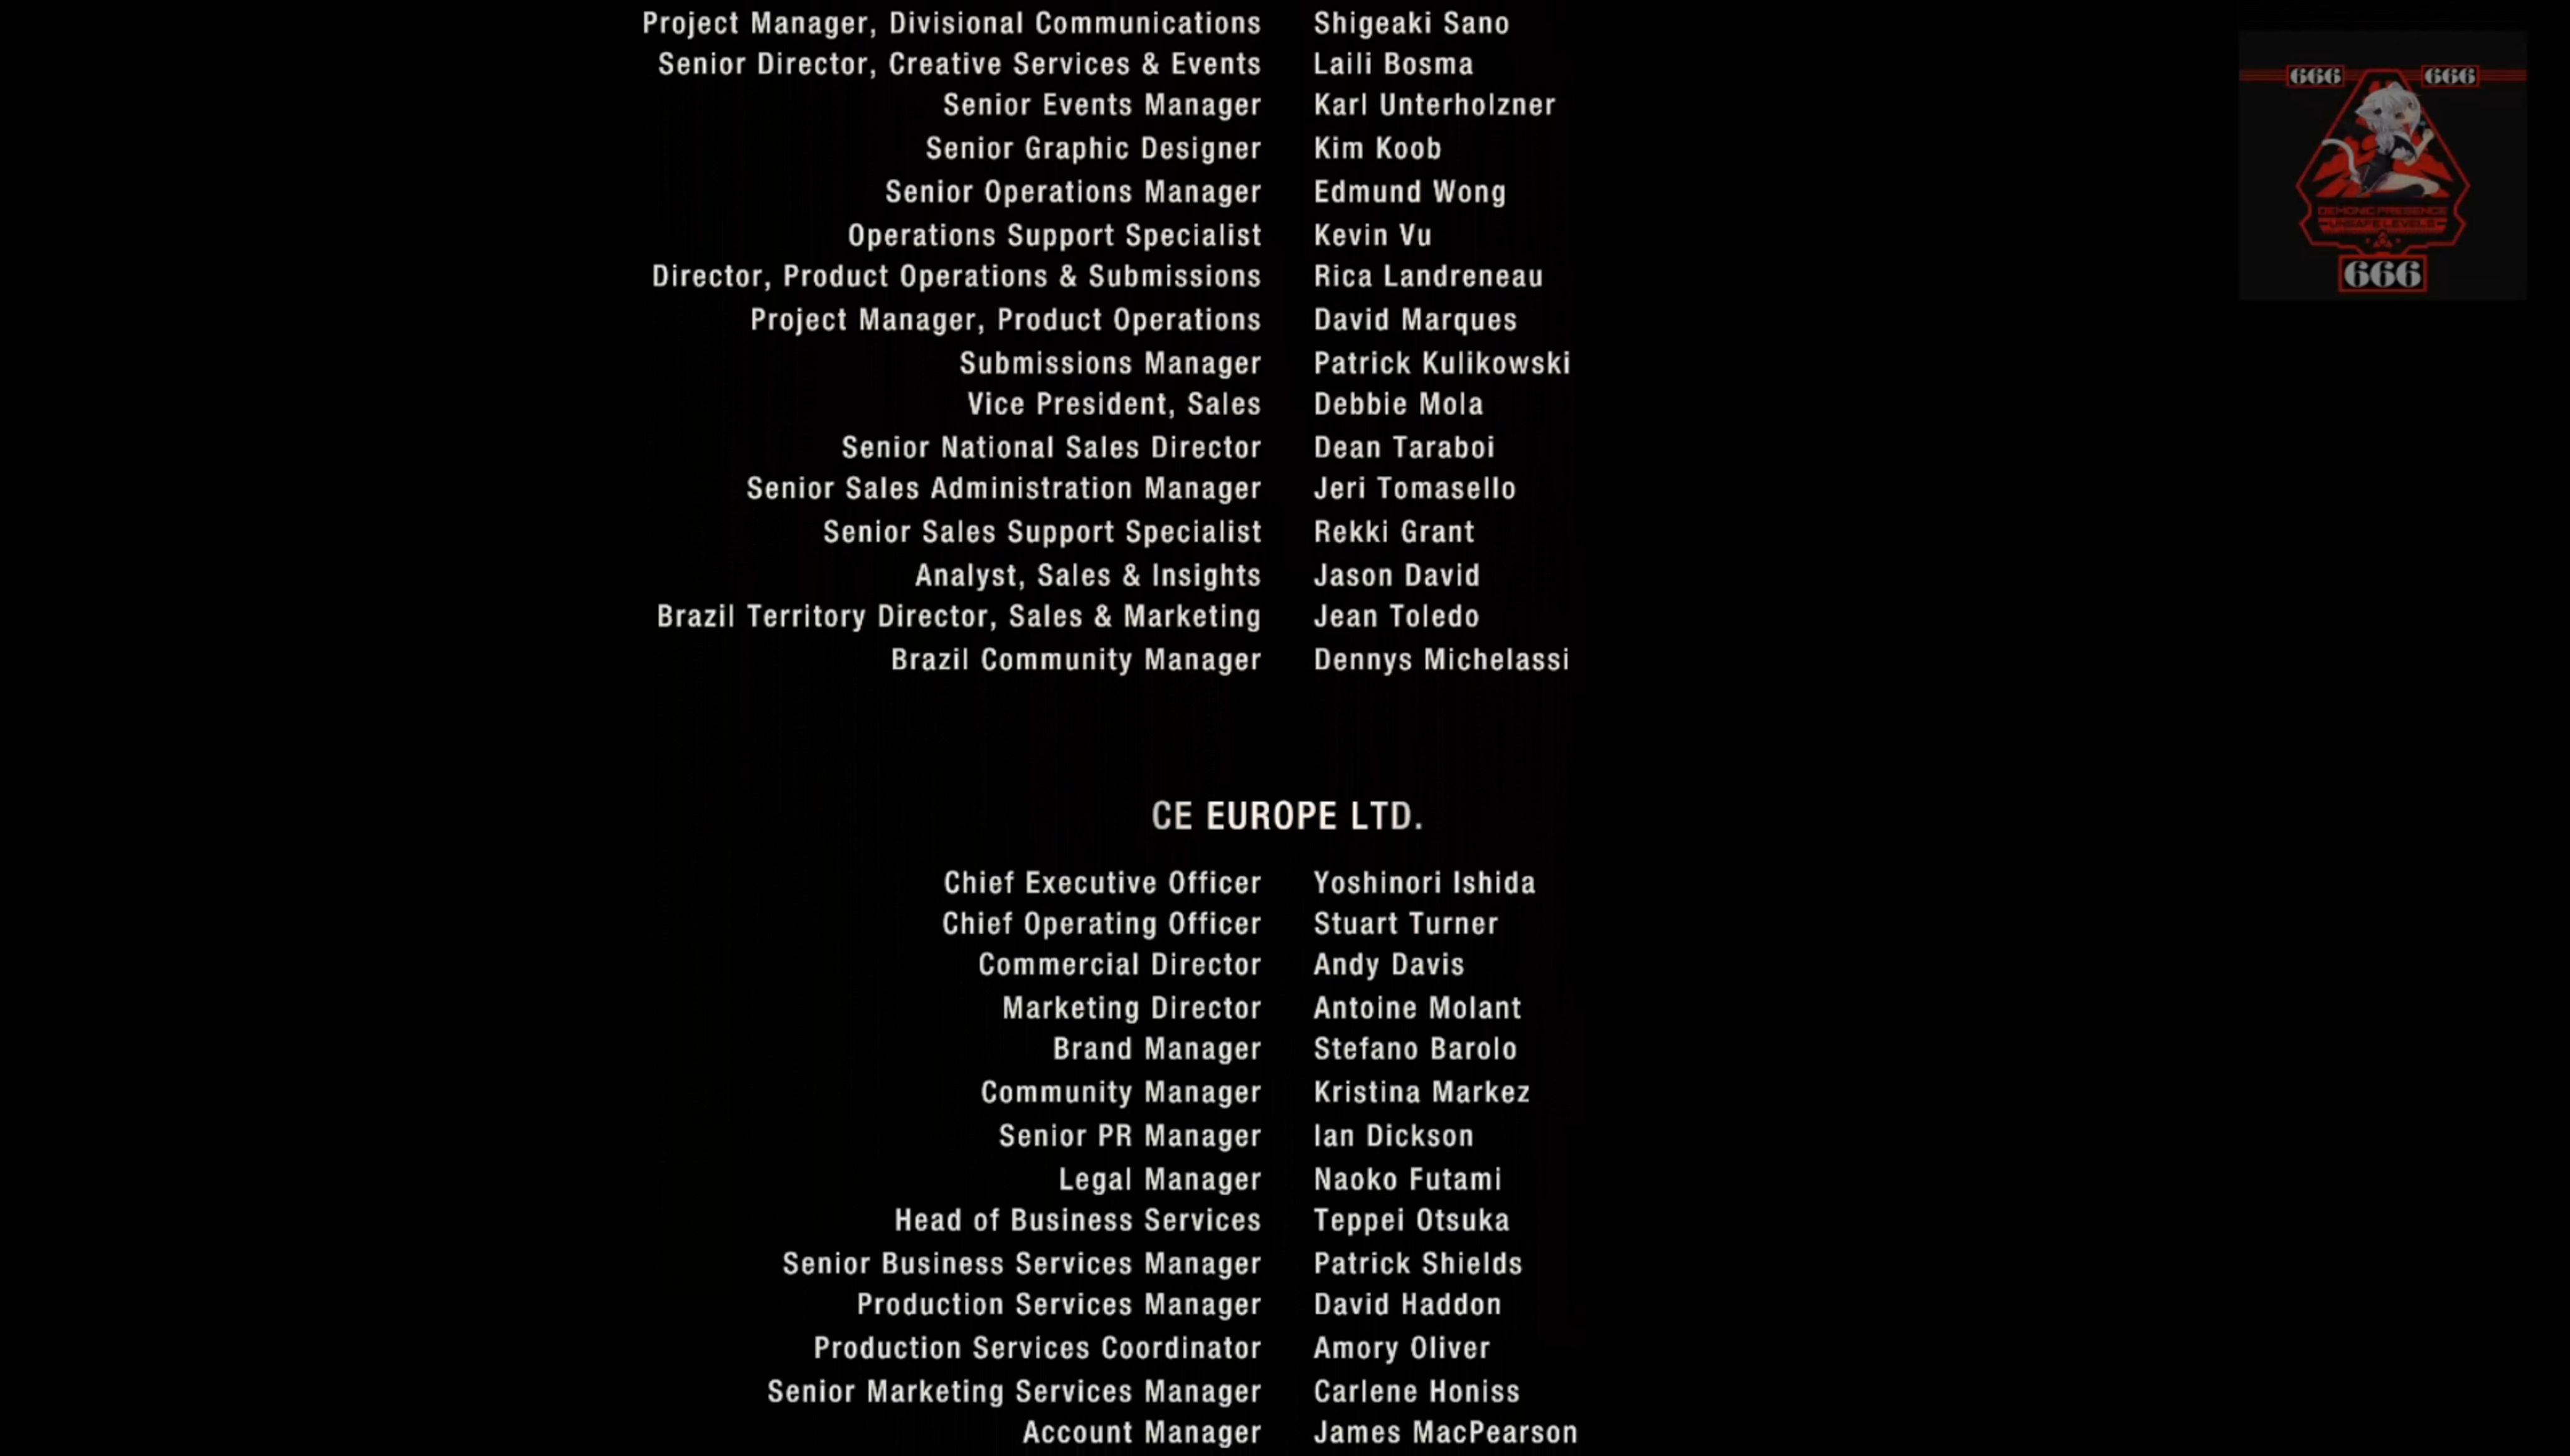 Project Manager, Divisional Communications Shigeaki Sano
Senior Director, Creative Services & Events Laili Bosma
Senior Events Manager Karl Unterholzner
Senior Graphic Designer Kim Koob
Senior Operations Manager Edmund Wong
Operations Support Specialist Kevin Vu
Director, Product Operations & Submissions Rica Landreneau
Project Manager, Product Operations David Marques
Submissions Manager Patrick Kulikowski
Vice President, Sales Debbie Mola
Senior National Sales Director Dean Taraboi
Senior Sales Administration Manager Jeri Tomasello
Senior Sales Support Specialist Rekki Grant
Analyst, Sales & Insights Jason David
Brazil Territory Director, Sales & Marketing Jean Toledo
Brazil Community Manager Dennys Michelassi
CE EUROPE LTD.
Chief Executive Officer Yoshinori Ishida
Chief Operating Officer Stuart Turner
Commercial Director Andy Davis
Marketing Director Antoine Molant
Brand Manager Stefano Barolo
Community Manager Kristina Markez
Senior PR Manager Ian Dickson
Legal Manager Naoko Futami
Head of Business Services Teppei Otsuka
Senior Business Services Manager Patrick Shields
Production Services Manager David Haddon
Production Services Coordinator Amory Oliver
Senior Marketing Services Manager Carlene Honiss
Account Manager James MacPearson
666 666
DEMONIC PRESENCE
UNSAFE LEVELS
666